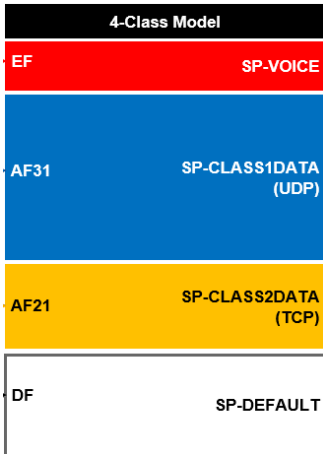 4-Class Model
EF
SP-VOICE
AF31
SP-CLASS1DATA
(UDP)
AF21
SP-CLASS2DATA
(TCP)
DF
SP-DEFAULT